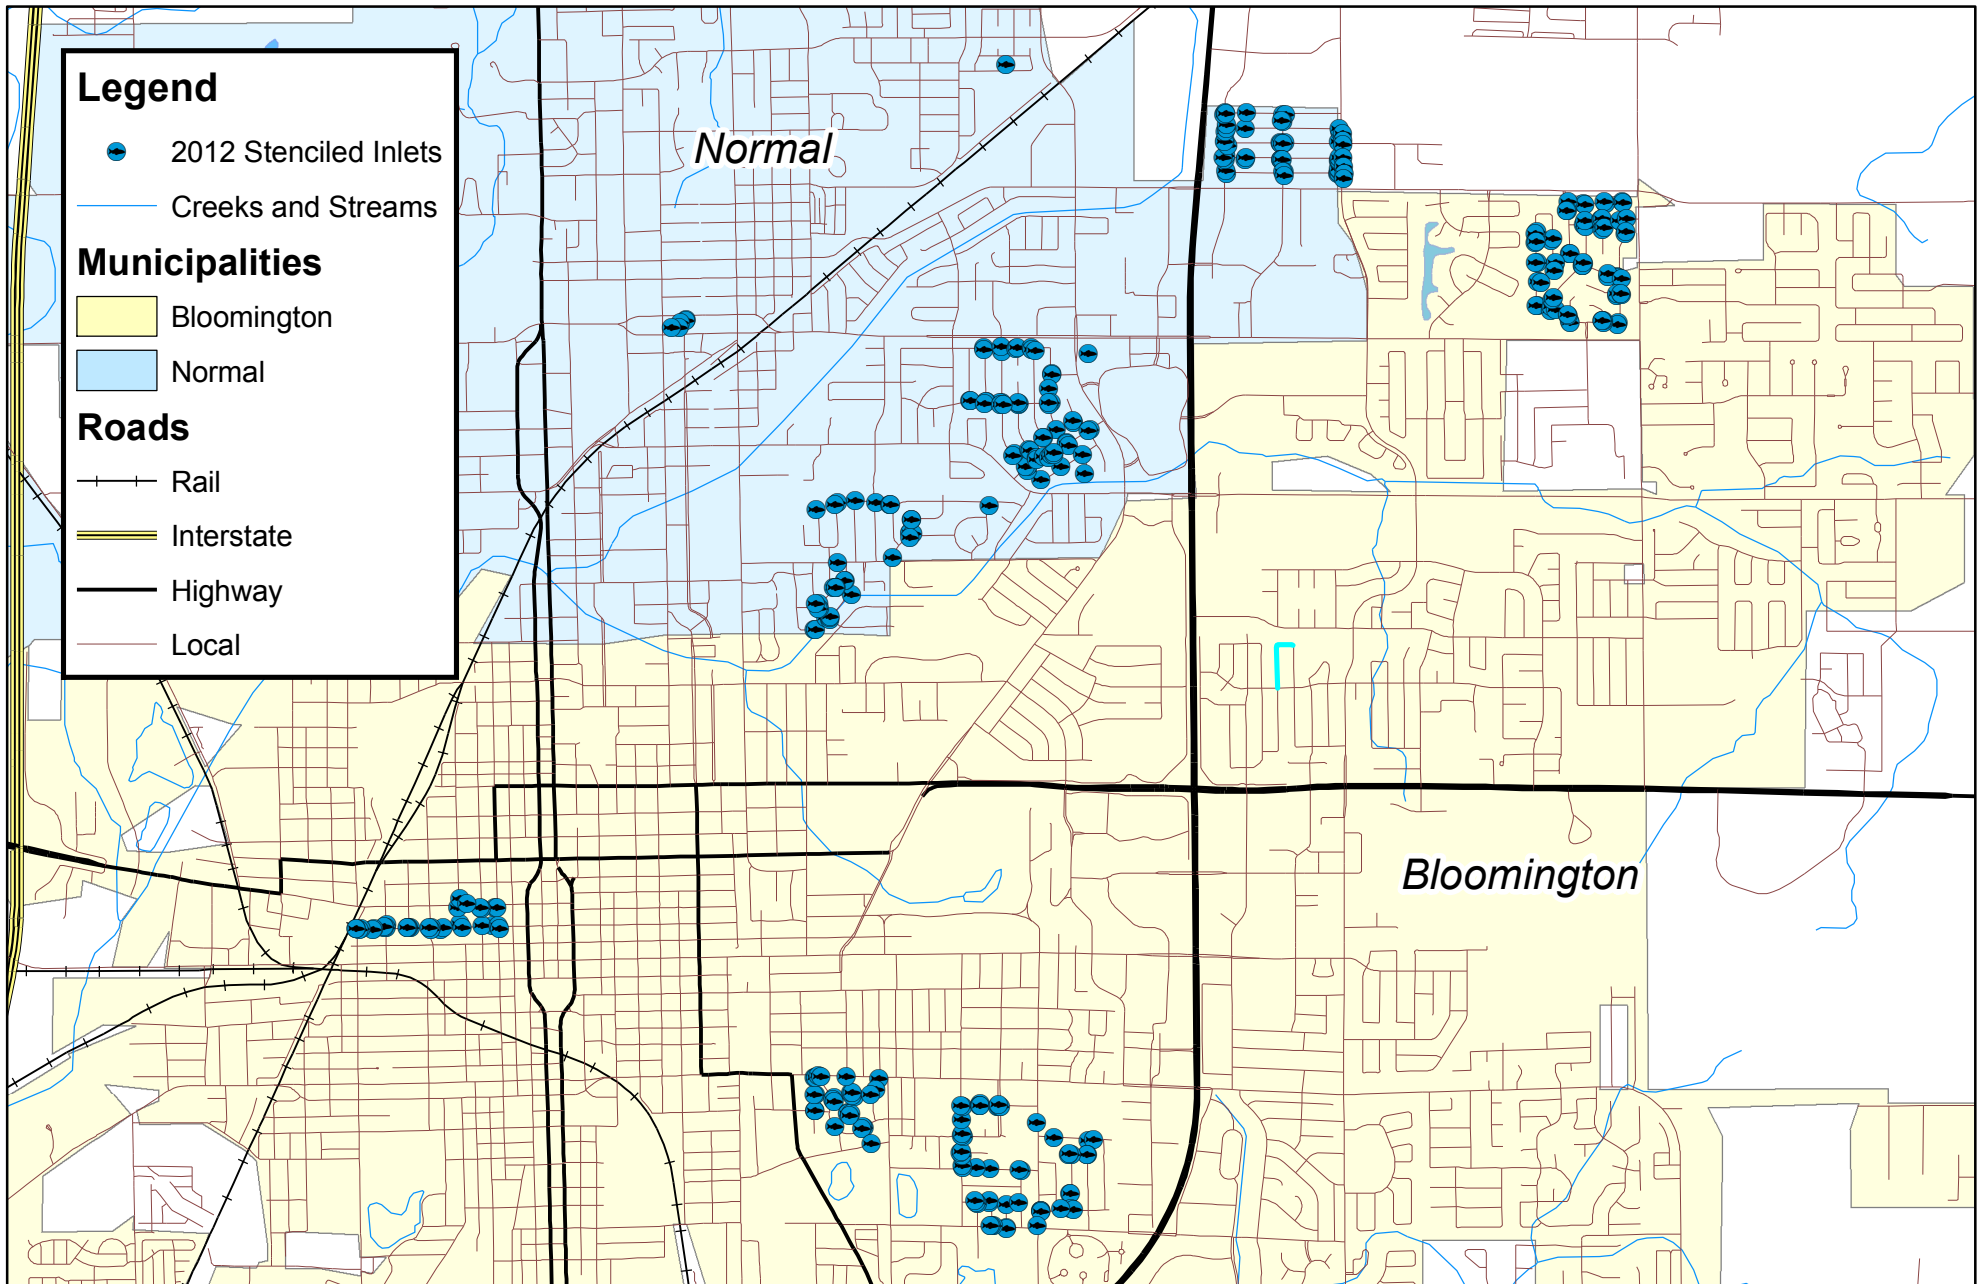 Legend
2012 Stenciled Inlets
Creeks and Streams
Municipalities
Bloomington
Normal
Roads
Rail
Interstate
Highway
Local
Normal
Bloomington